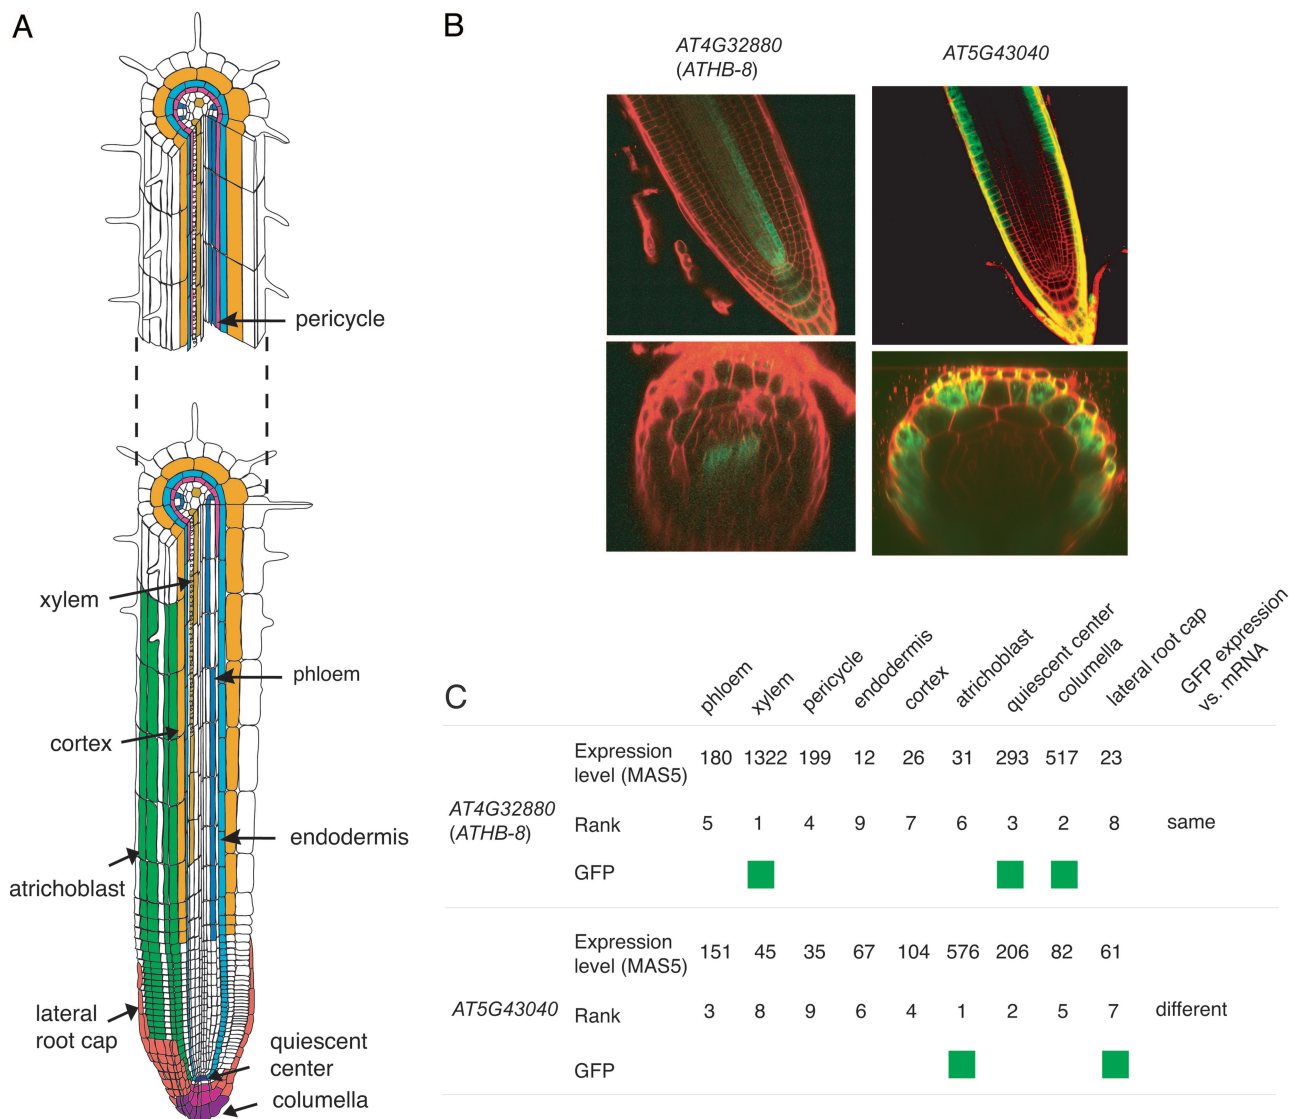 A
pericycle
xylem
phloem
cortex
endodermis
atrichoblast
lateral
root cap
quiescent
center
columella
B
AT4G32880
(ATHB-8)
AT5G43040
C
phloem
xylem
pericycle
endodermis
cortex
atrichoblast
quiescent center
columella
lateral root cap
GFP expression
vs. mRNA
AT4G32880
(ATHB-8)
Expression
level (MAS5)
180 1322 199 12 26 31 293 517 23
Rank 5 1 4 9 7 6 3 2 8 same
GFP
AT5G43040
Expression
level (MAS5)
151 45 35 67 104 576 206 82 61
Rank 3 8 9 6 4 1 2 5 7 different
GFP